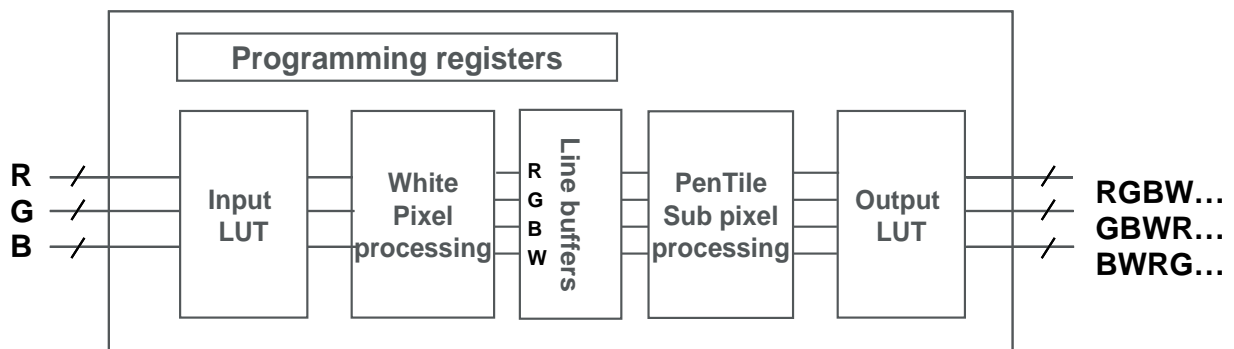 Programming registers
R
G
B
Input
LUT
White
Pixel
processing
R
G
B
W
Line buffers
PenTile
Sub pixel
processing
Output
LUT
RGBW...
GBWR...
BWRG...